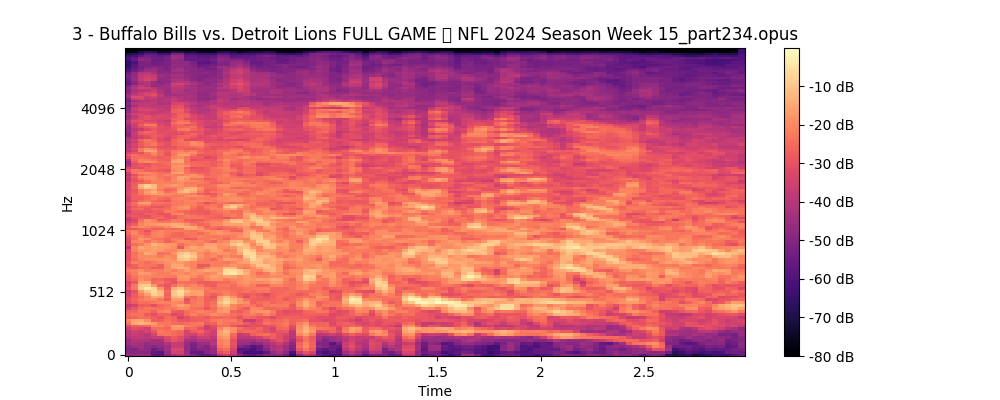 3 - Buffalo Bills vs. Detroit Lions FULL GAME ▯ NFL 2024 Season Week 15_part234.opus
Hz
4096
2048
1024
512
0
0
0.5
1
1.5
2
2.5
Time
-10 dB
-20 dB
-30 dB
-40 dB
-50 dB
-60 dB
-70 dB
-80 dB